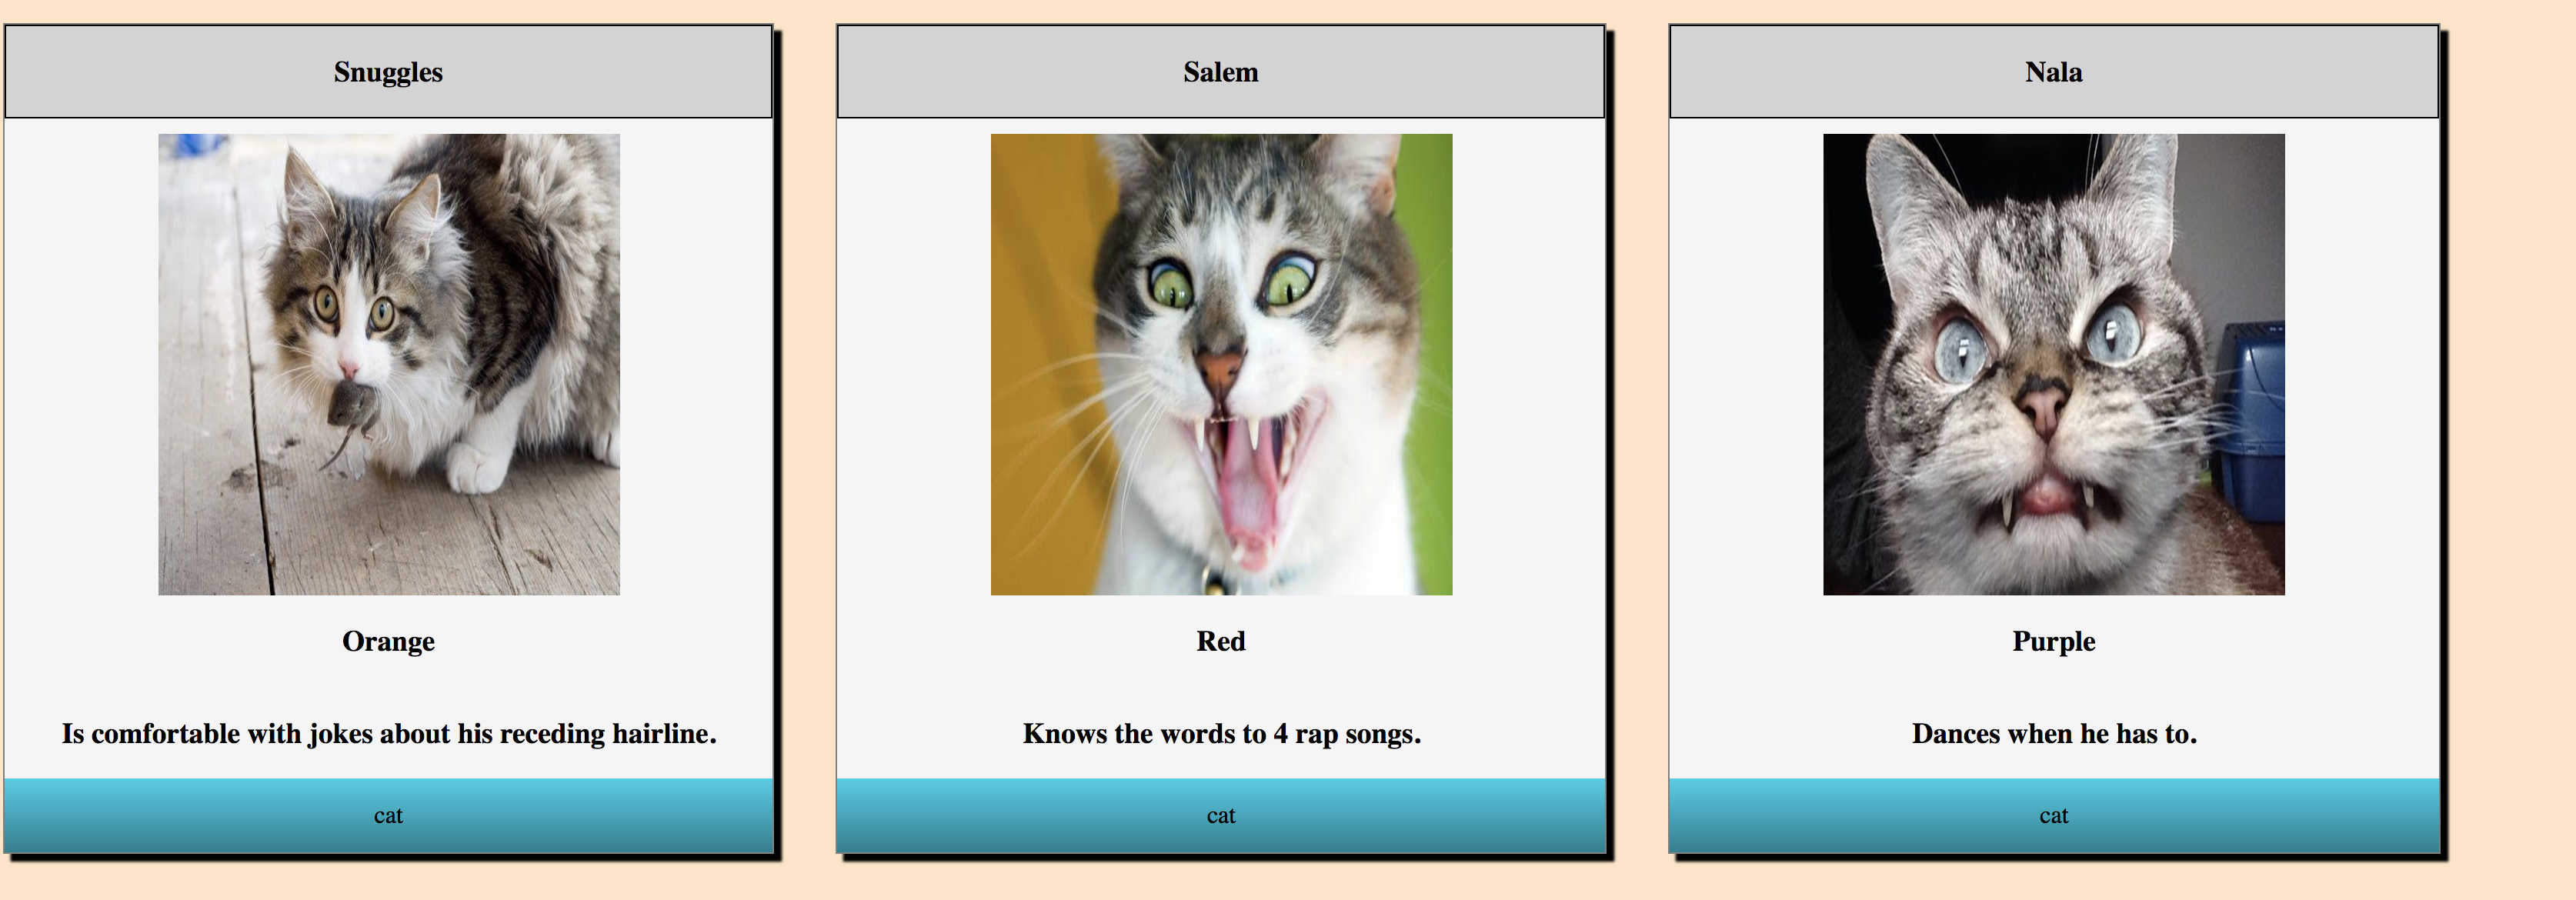 Snuggles
Orange
Is comfortable with jokes about his receding hairline.
cat
Salem
Red
Knows the words to 4 rap songs.
cat
Nala
Purple
Dances when he has to.
cat